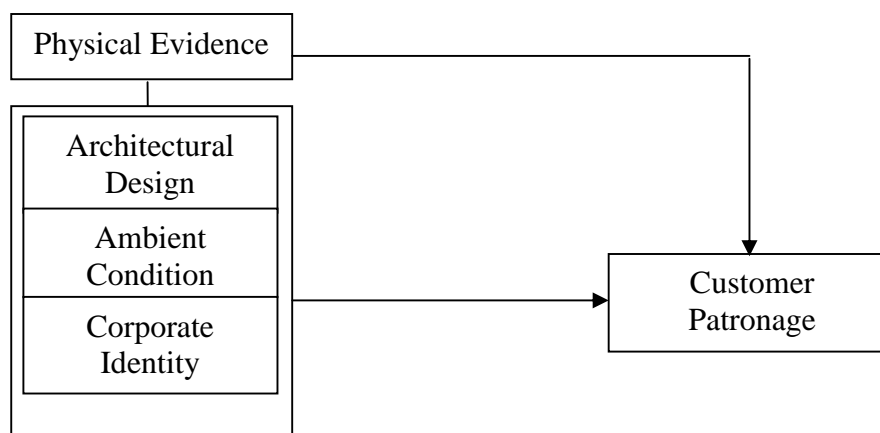 Physical Evidence
Architectural
Design
Ambient
Condition
Corporate
Identity
Customer
Patronage